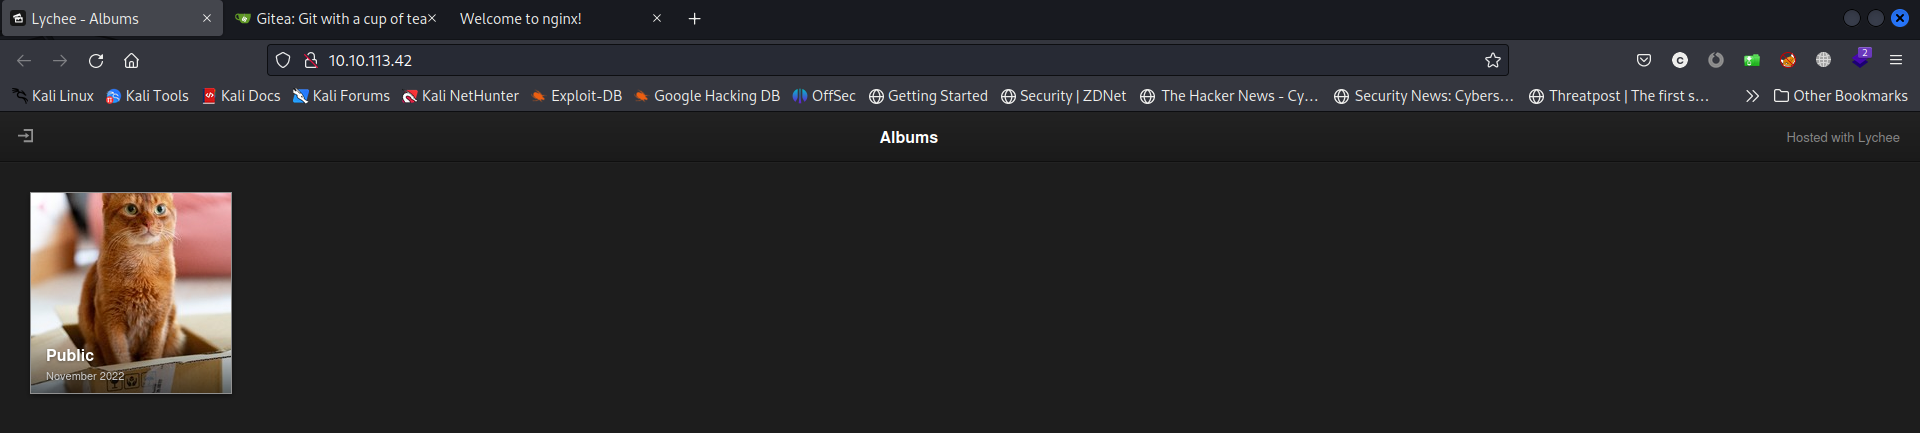 Lychee - Albums
Gitea: Git with a cup of tea
Welcome to nginx!
10.10.113.42
2
Kali Linux
Kali Tools
Kali Docs
Kali Forums
Kali NetHunter
Exploit-DB
Google Hacking DB
OffSec
Getting Started
Security | ZDNet
The Hacker News - Cy…
Security News: Cybers…
Threatpost | The first s…
Other Bookmarks
Albums
Hosted with Lychee
Public
November 2022